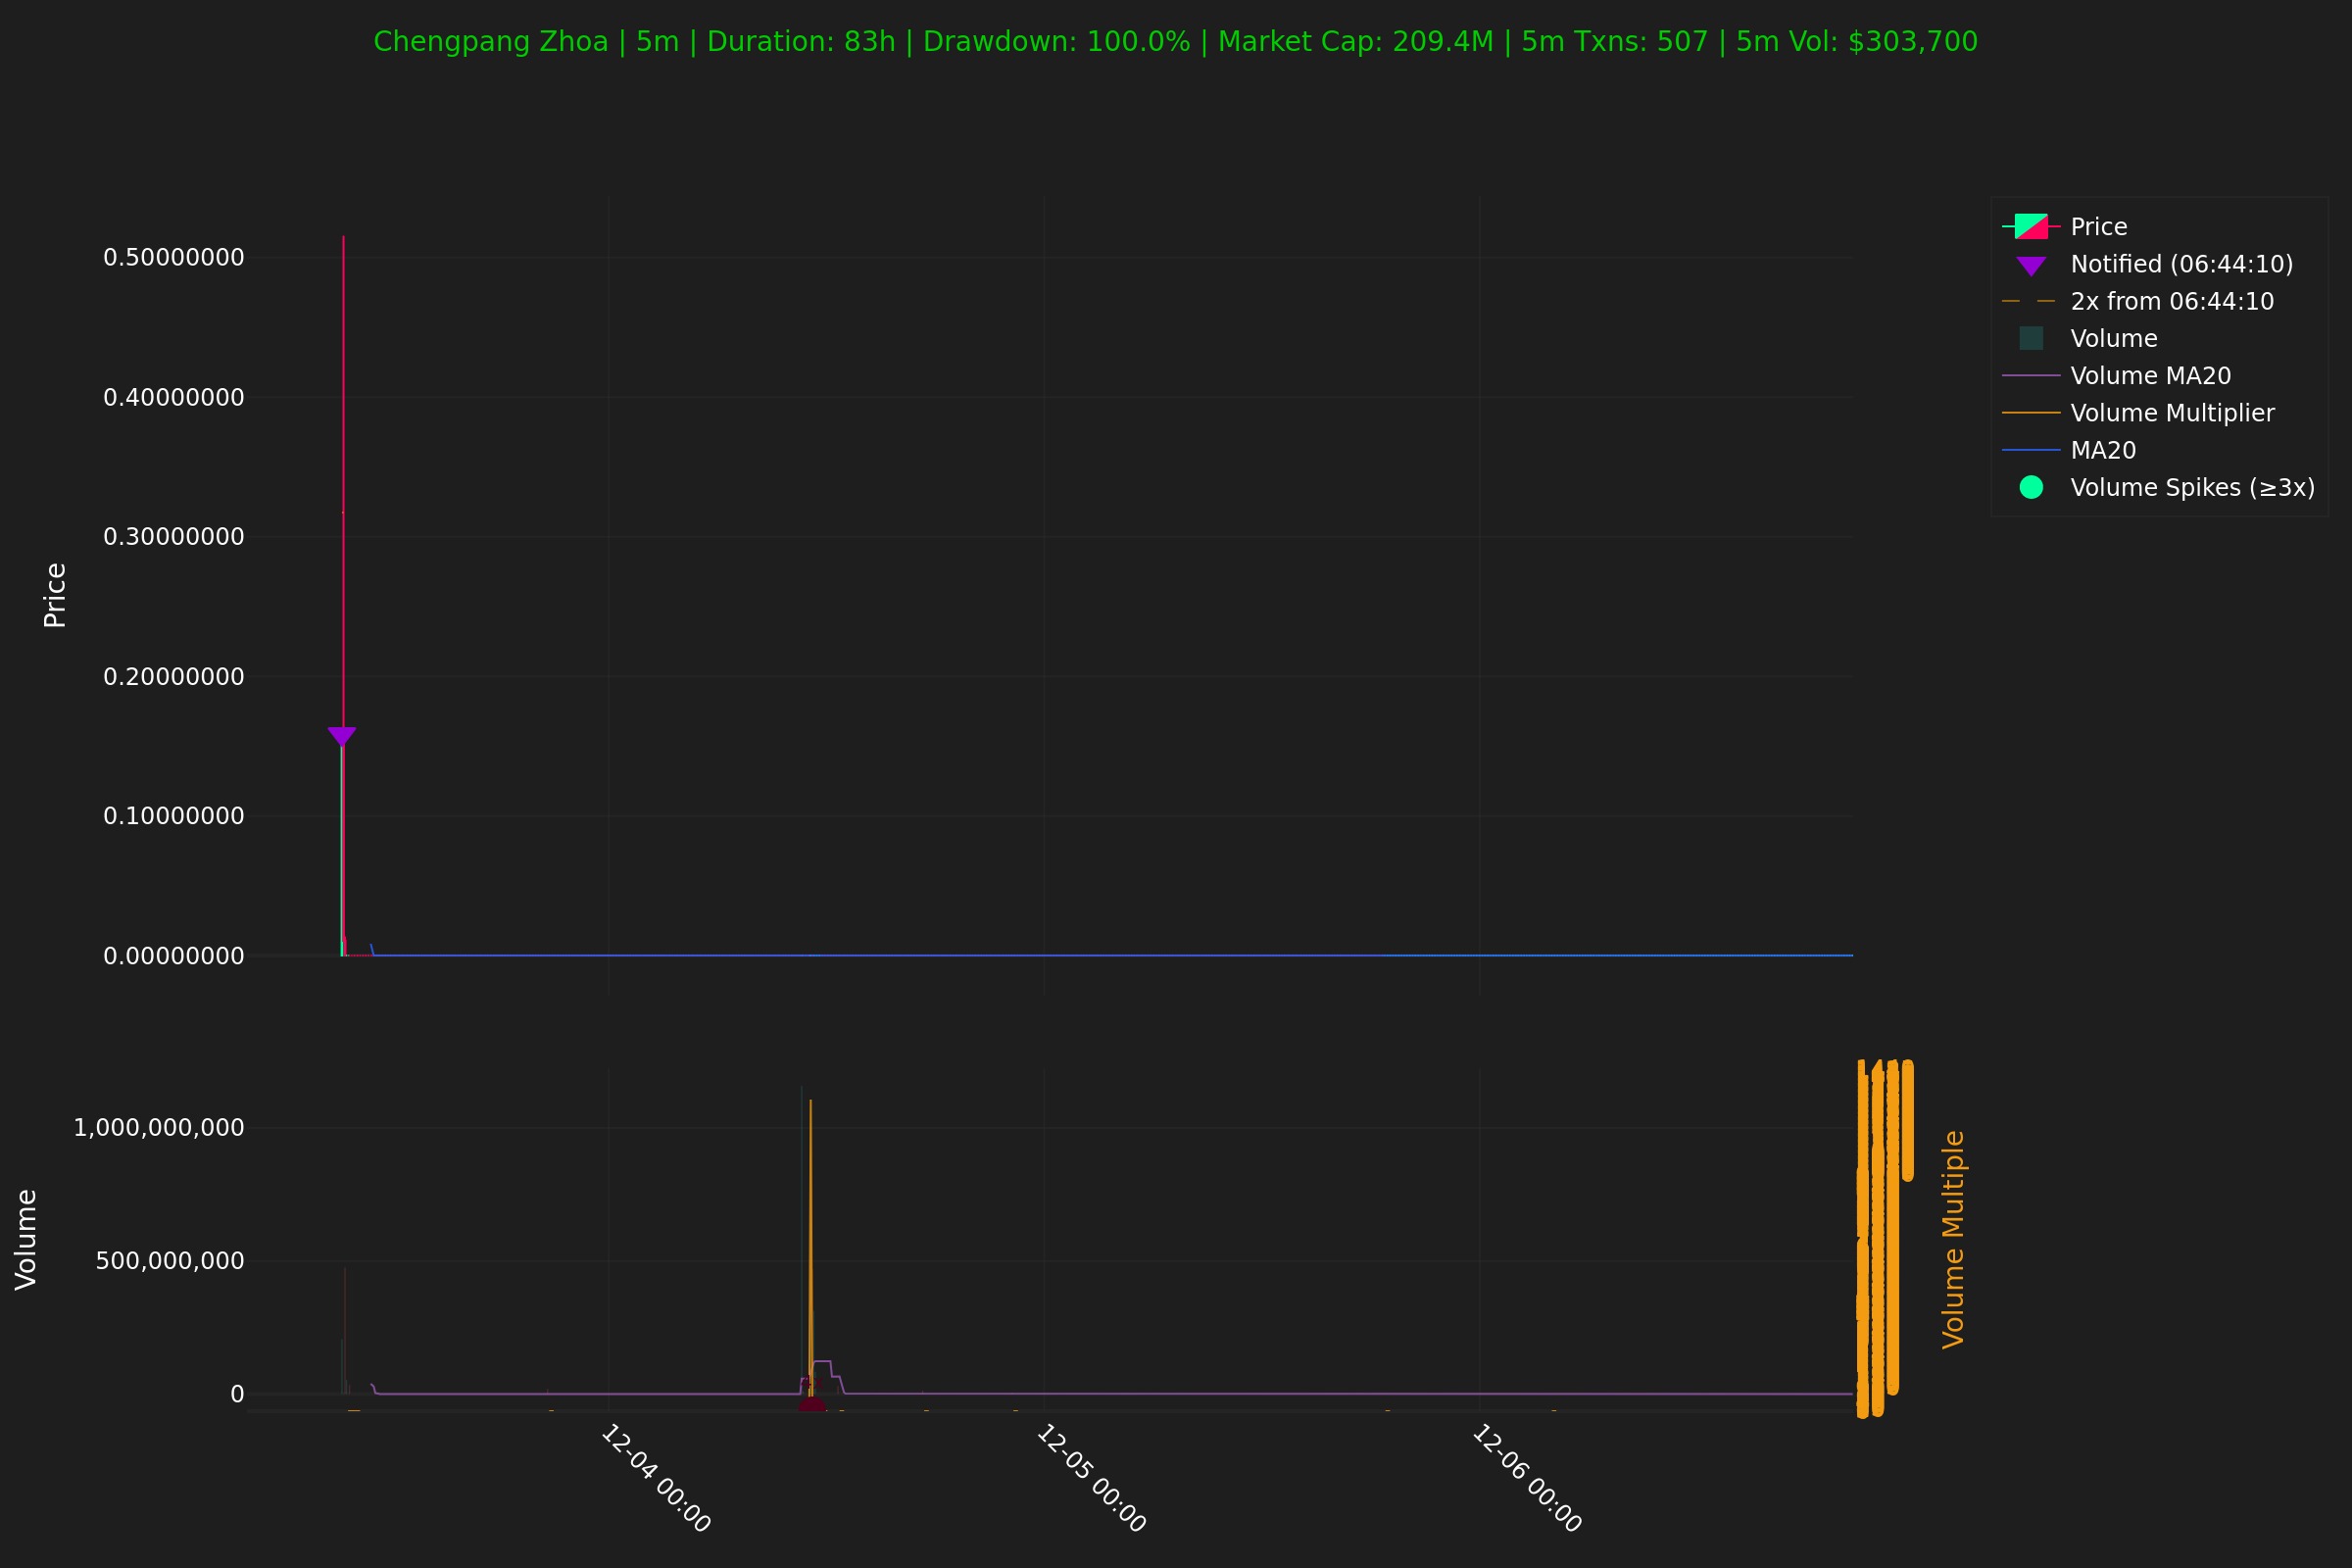 Chengpang Zhoa | 5m | Duration: 83h | Drawdown: 100.0% | Market Cap: 209.4M | 5m Txns: 507 | 5m Vol: $303,700
Price
0.50000000
0.40000000
0.30000000
0.20000000
0.10000000
0.00000000
Price
Notified (06:44:10)
2x from 06:44:10
Volume
Volume MA20
Volume Multiplier
MA20
Volume Spikes (≥3x)
Volume
1,000,000,000
500,000,000
0
Volume Multiple
12-04 00:00
12-05 00:00
12-06 00:00